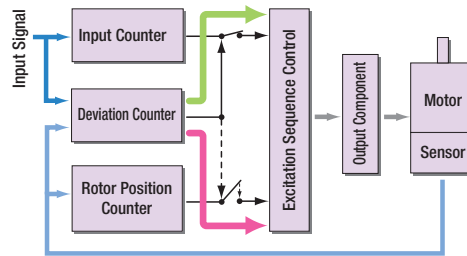 Input Signal
Input Counter
Deviation Counter
Rotor Position
Counter
Excitation Sequence Control
Output Component
Motor
Sensor